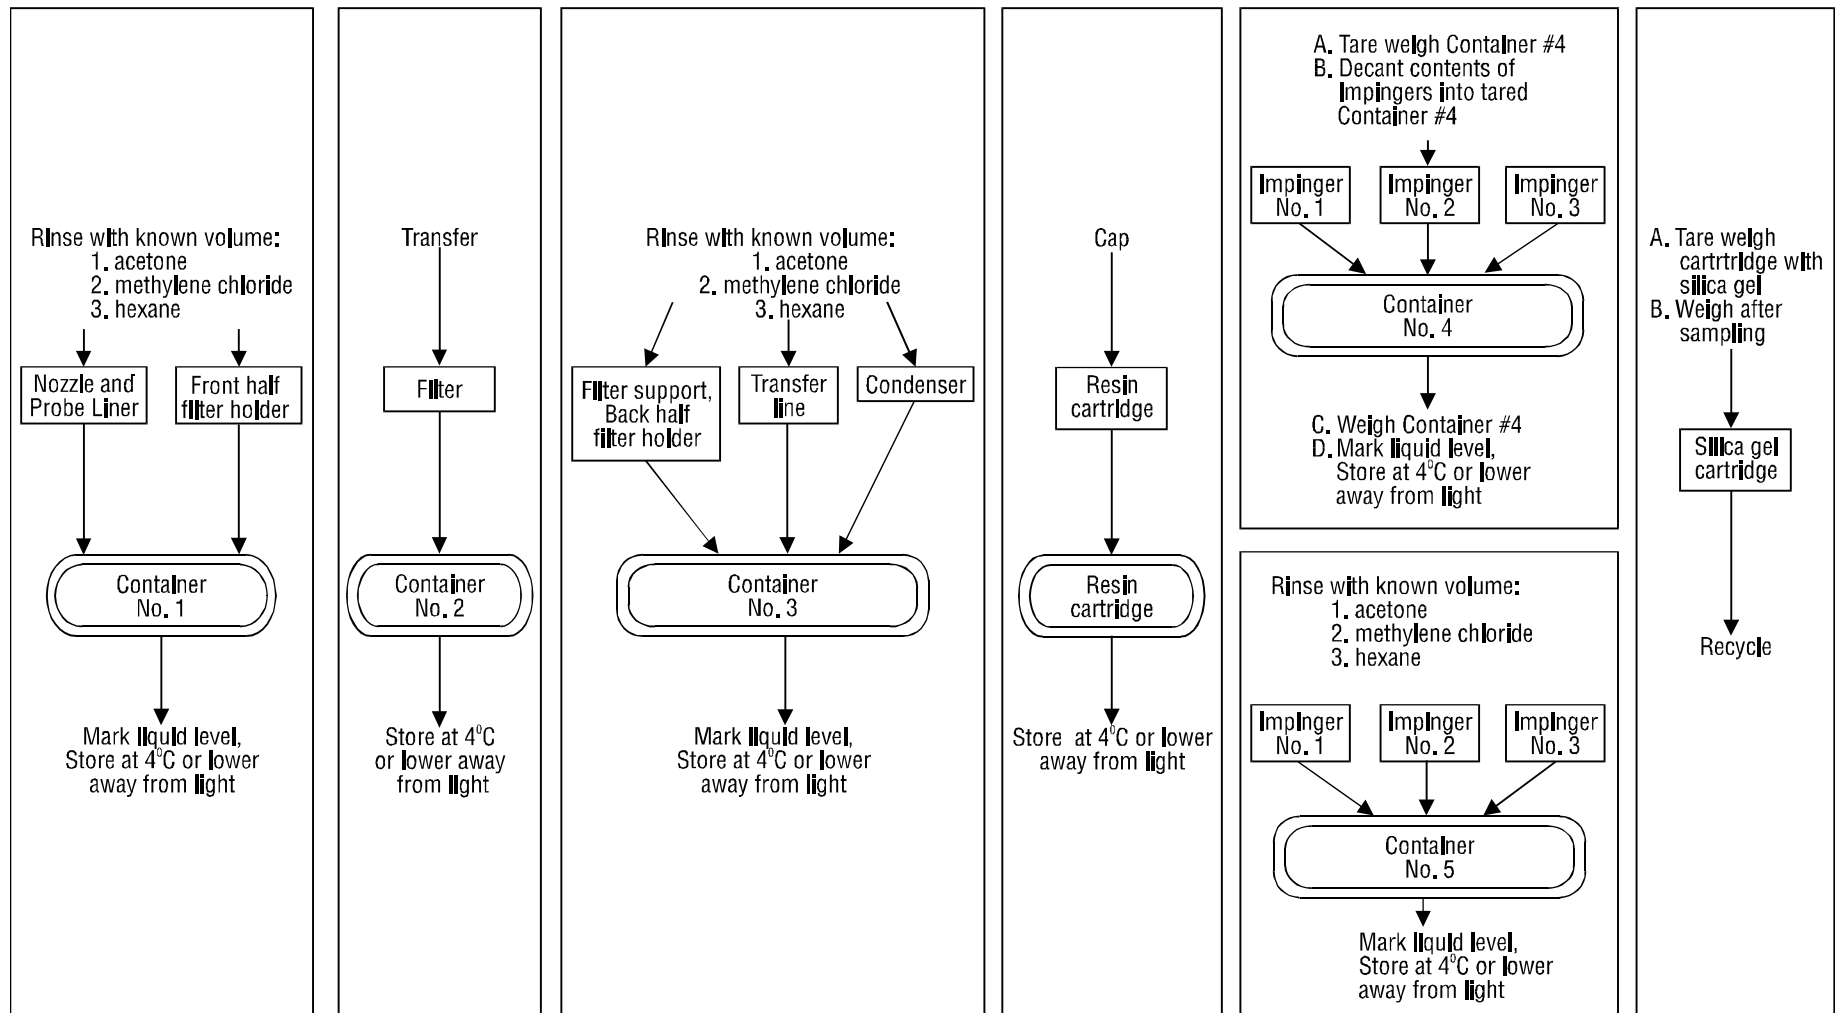 Rinse with known volume:
1. acetone
2. methylene chloride
3. hexane
Nozzle and
Probe Liner
Front half
filter holder
Container
No. 1
Mark liquid level,
Store at 4°C or lower
away from light
Transfer
Filter
Container
No. 2
Store at 4°C
or lower away
from light
Rinse with known volume:
1. acetone
2. methylene chloride
3. hexane
Filter support,
Back half
filter holder
Transfer
line
Condenser
Container
No. 3
Mark liquid level,
Store at 4°C or lower
away from light
Cap
Resin
cartridge
Resin
cartridge
Store at 4°C or lower
away from light
A. Tare weigh Container #4
B. Decant contents of
Impingers into tared
Container #4
Impinger
No. 1
Impinger
No. 2
Impinger
No. 3
Container
No. 4
C. Weigh Container #4
D. Mark liquid level,
Store at 4°C or lower
away from light
Rinse with known volume:
1. acetone
2. methylene chloride
3. hexane
Impinger
No. 1
Impinger
No. 2
Impinger
No. 3
Container
No. 5
Mark liquid level,
Store at 4°C or lower
away from light
A. Tare weigh
cartrtridge with
silica gel
B. Weigh after
sampling
Silica gel
cartridge
Recycle